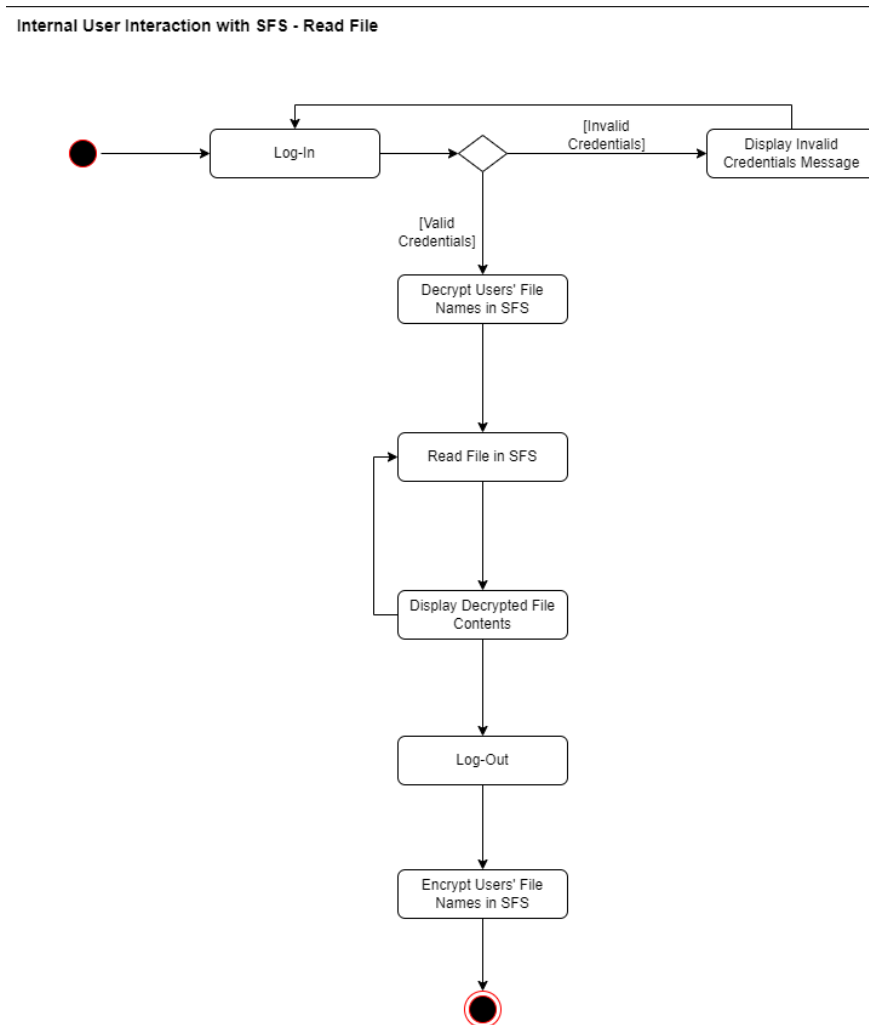 Internal User Interaction with SFS - Read File
Log-In
[Invalid
Credentials]
Display Invalid
Credentials Message
[Valid
Credentials]
Decrypt Users' File
Names in SFS
Read File in SFS
Display Decrypted File
Contents
Log-Out
Encrypt Users' File
Names in SFS